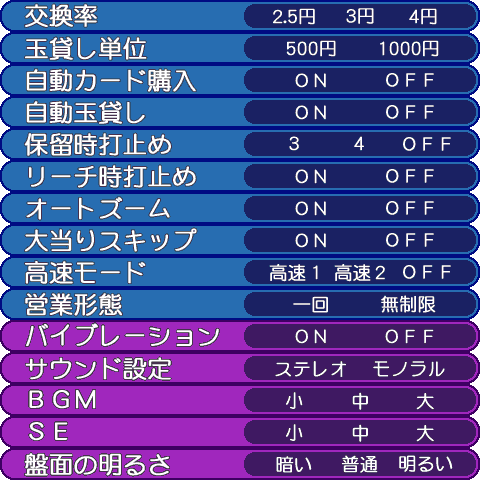 交換率 2.5円 3円 4円
玉貸し単位 500円 1000円
自動カード購入 ＯＮ ＯＦＦ
自動玉貸し ＯＮ ＯＦＦ
保留時打止め ３ ４ ＯＦＦ
リーチ時打止め ＯＮ ＯＦＦ
オートズーム ＯＮ ＯＦＦ
大当りスキップ ＯＮ ＯＦＦ
高速モード 高速１ 高速２ ＯＦＦ
営業形態 一回 無制限
バイブレーション ＯＮ ＯＦＦ
サウンド設定 ステレオ モノラル
ＢＧＭ 小 中 大
ＳＥ 小 中 大
盤面の明るさ 暗い 普通 明るい